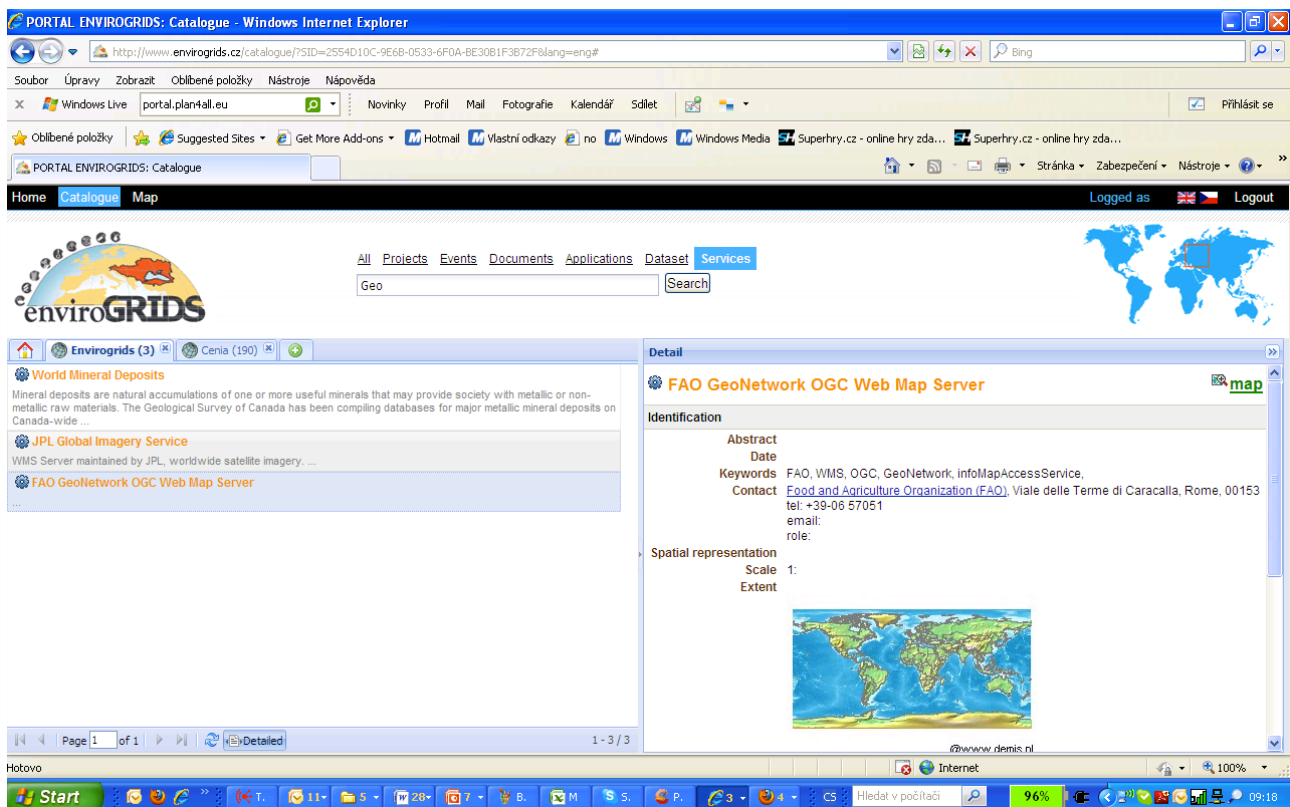 PORTAL ENVIROGRIDS: Catalogue - Windows Internet Explorer
http://www.envirogrids.cz/catalogue/?SID=2554D10C-9E6B-0533-6F0A-BE30B1F3B72F&lang=eng#
Bing
Soubor Úpravy Zobrazit Oblíbené položky Nástroje Nápověda
x Windows Live portal.plan4all.eu Novinky Profil Mail Fotografie Kalendář Sdílet Přihlásit se
Oblíbené položky Suggested Sites Get More Add-ons Hotmail Vlastní odkazy no Windows Windows Media Superhry.cz - online hry zda... Superhry.cz - online hry zda...
PORTAL ENVIROGRIDS: Catalogue Stránka Zabezpečení Nástroje »
Home Catalogue Map Logged as Logout
enviroGRIDS
All Projects Events Documents Applications Dataset Services
Geo Search
Envirogrids (3) Cenia (190)
World Mineral Deposits
Mineral deposits are natural accumulations of one or more useful minerals that may provide society with metallic or non-
metallic raw materials. The Geological Survey of Canada has been compiling databases for major metallic mineral deposits on
Canada-wide ...
JPL Global Imagery Service
WMS Server maintained by JPL, worldwide satellite imagery. ...
FAO GeoNetwork OGC Web Map Server
...
Page 1 of 1 Detailed 1 - 3 / 3
Detail
FAO GeoNetwork OGC Web Map Server map
Identification
Abstract
Date
Keywords FAO, WMS, OGC, GeoNetwork, infoMapAccessService,
Contact Food and Agriculture Organization (FAO), Viale delle Terme di Caracalla, Rome, 00153
tel: +39-06 57051
email:
role:
Spatial representation
Scale 1:
Extent
@www.demis.nl
Hotovo Internet 100%
Start T. 11 5 28 7 B. M S. P. 3 4 CS Hledat v počítači 96% 09:18